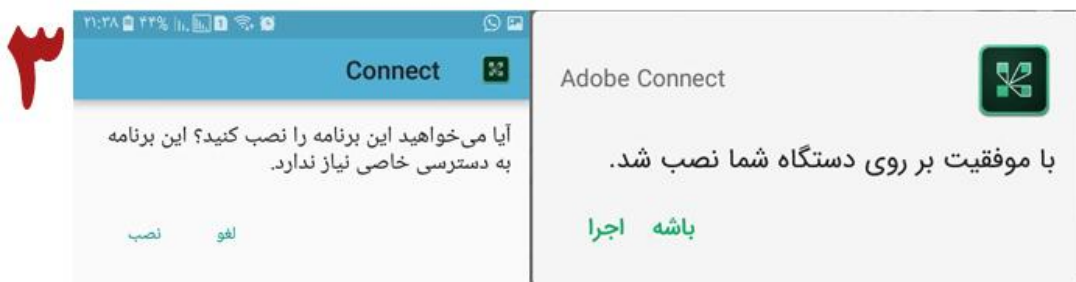 ۳
۲۱:۳۸ ۴۴% 1
Connect
آیا می‌خواهید این برنامه را نصب کنید؟ این برنامه
به دسترسی خاصی نیاز ندارد.
لغو نصب
Adobe Connect
با موفقیت بر روی دستگاه شما نصب شد.
باشه اجرا